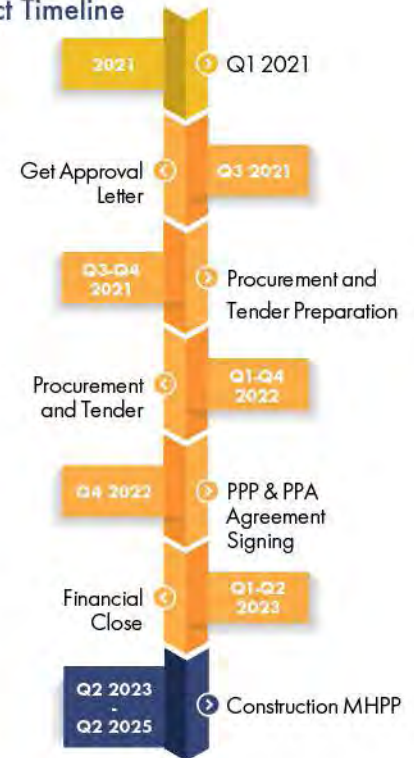 ct Timeline
2021
Q1 2021
Get Approval
Letter
Q3 2021
Q3-Q4
2021
Procurement and
Tender Preparation
Procurement
and Tender
Q1-Q4
2022
Q4 2022
PPP & PPA
Agreement
Signing
Financial
Close
Q1-Q2
2023
Q2 2023
-
Q2 2025
Construction MHPP